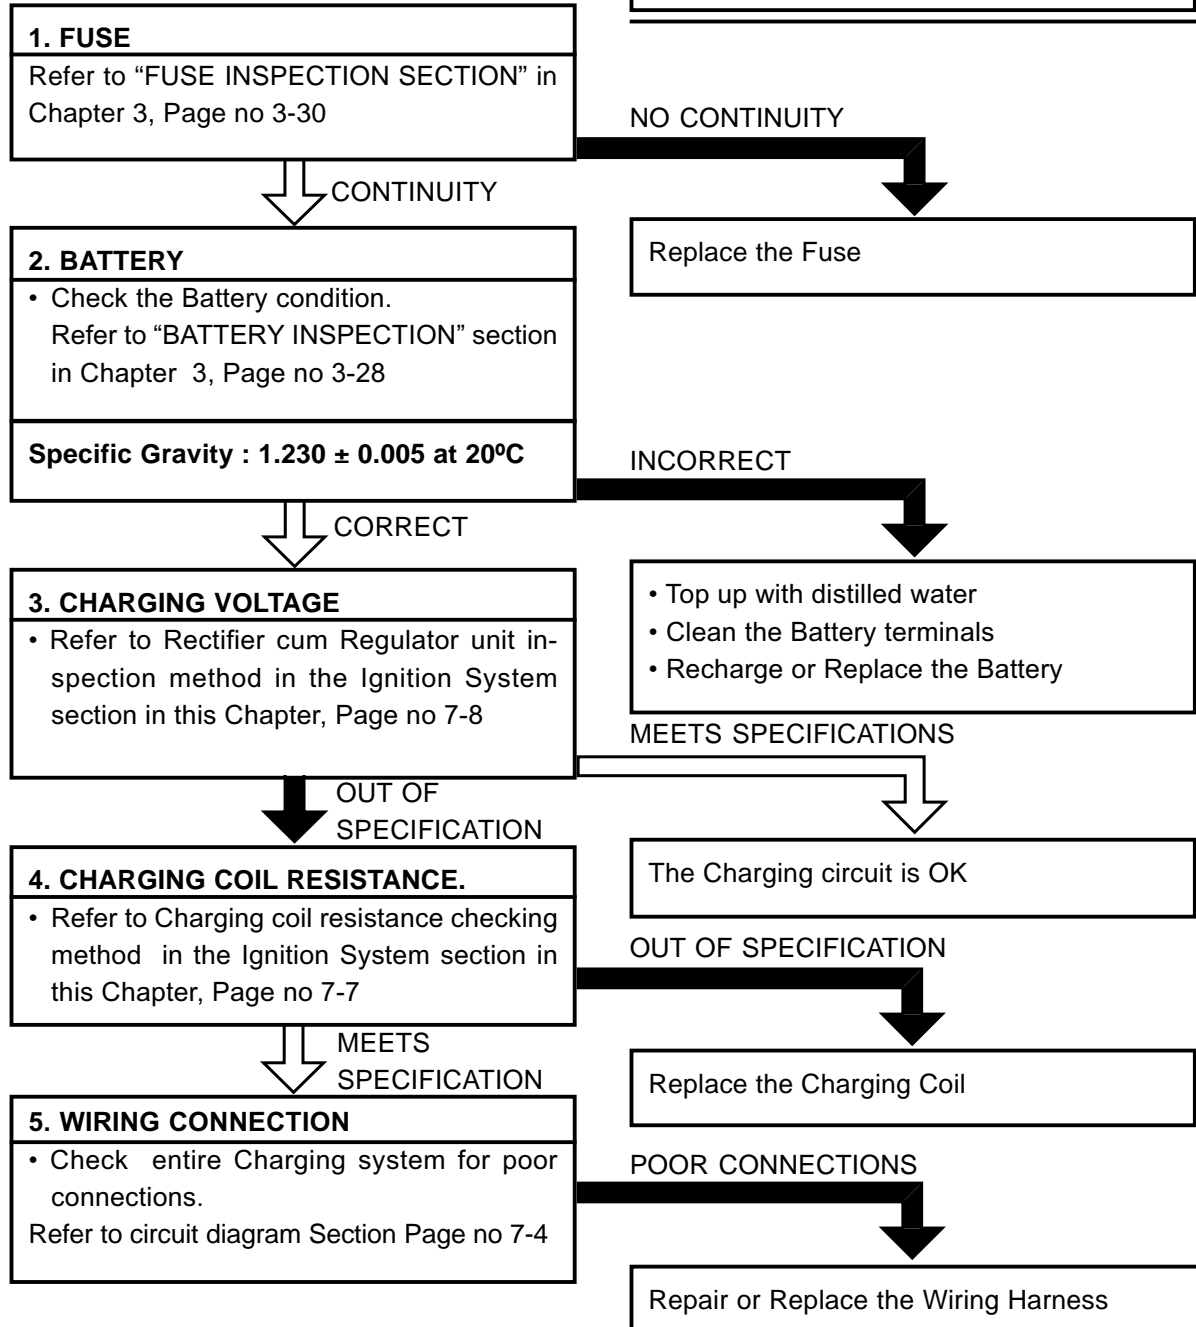 1. FUSE
Refer to “FUSE INSPECTION SECTION” in
Chapter 3, Page no 3-30
NO CONTINUITY
CONTINUITY
Replace the Fuse
2. BATTERY
• Check the Battery condition.
Refer to “BATTERY INSPECTION” section
in Chapter 3, Page no 3-28
Specific Gravity : 1.230 ± 0.005 at 20ºC
INCORRECT
CORRECT
• Top up with distilled water
• Clean the Battery terminals
• Recharge or Replace the Battery
3. CHARGING VOLTAGE
• Refer to Rectifier cum Regulator unit in-
spection method in the Ignition System
section in this Chapter, Page no 7-8
MEETS SPECIFICATIONS
OUT OF
SPECIFICATION
The Charging circuit is OK
4. CHARGING COIL RESISTANCE.
• Refer to Charging coil resistance checking
method in the Ignition System section in
this Chapter, Page no 7-7
OUT OF SPECIFICATION
MEETS
SPECIFICATION
Replace the Charging Coil
5. WIRING CONNECTION
• Check entire Charging system for poor
connections.
Refer to circuit diagram Section Page no 7-4
POOR CONNECTIONS
Repair or Replace the Wiring Harness